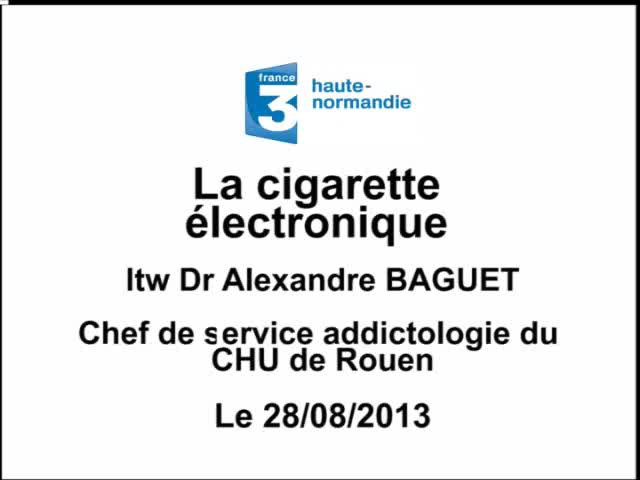 france
3
haute-
normandie
La cigarette
électronique
Itw Dr Alexandre BAGUET
Chef de service addictologie du
CHU de Rouen
Le 28/08/2013